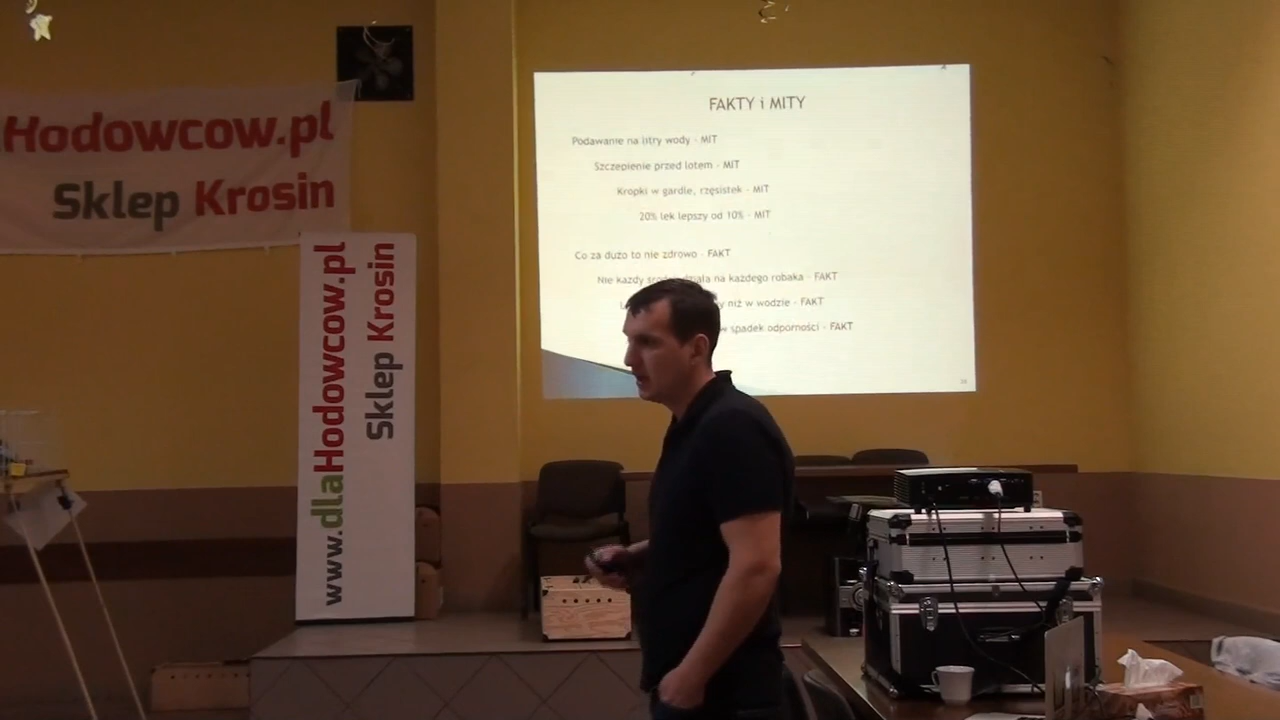 Hodowcow.pl
Sklep Krosin
www.dlaHodowcow.pl
Sklep Krosin
FAKTY i MITY
Podawanie na litry wody - MIT
Szczepienie przed lotem - MIT
Kropki w gardle, rzęsistek - MIT
20% lek lepszy od 10% - MIT
Co za dużo to nie zdrowo - FAKT
Nie każdy działa na każdego robaka - FAKT
niż w wodzie - FAKT
spadek odporności - FAKT